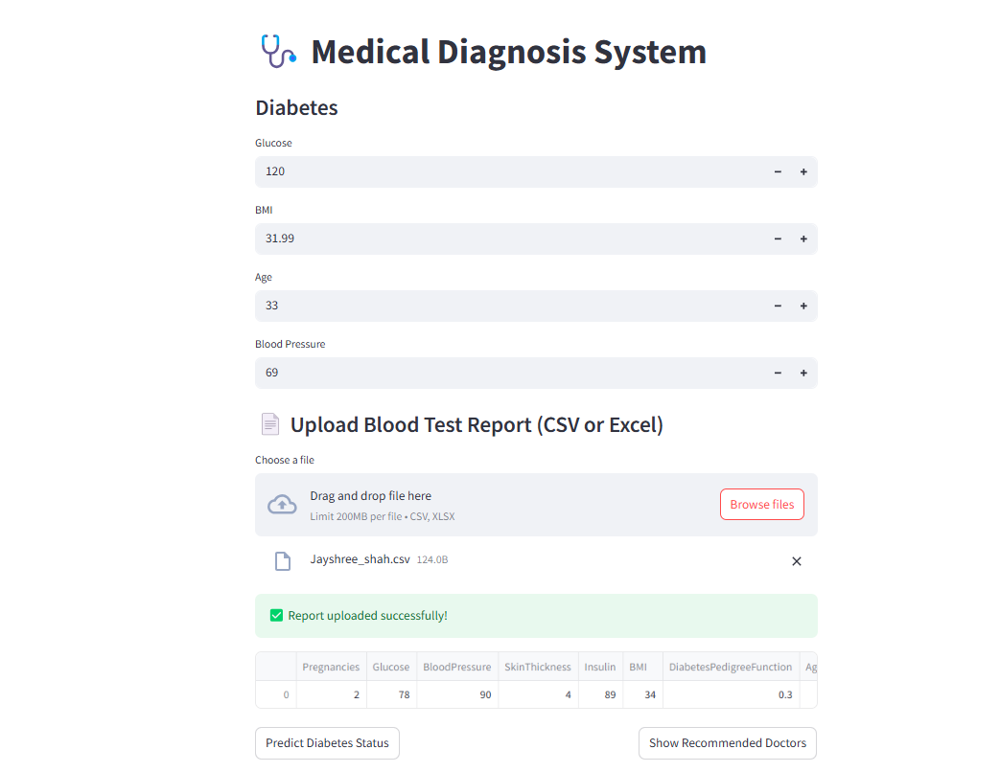 Medical Diagnosis System
Diabetes
Glucose
120 − +
BMI
31.99 − +
Age
33 − +
Blood Pressure
69 − +
Upload Blood Test Report (CSV or Excel)
Choose a file
Drag and drop file here
Limit 200MB per file • CSV, XLSX
Browse files
Jayshree_shah.csv 124.0B
Report uploaded successfully!
Pregnancies Glucose BloodPressure SkinThickness Insulin BMI DiabetesPedigreeFunction Ag
0 2 78 90 4 89 34 0.3
Predict Diabetes Status Show Recommended Doctors